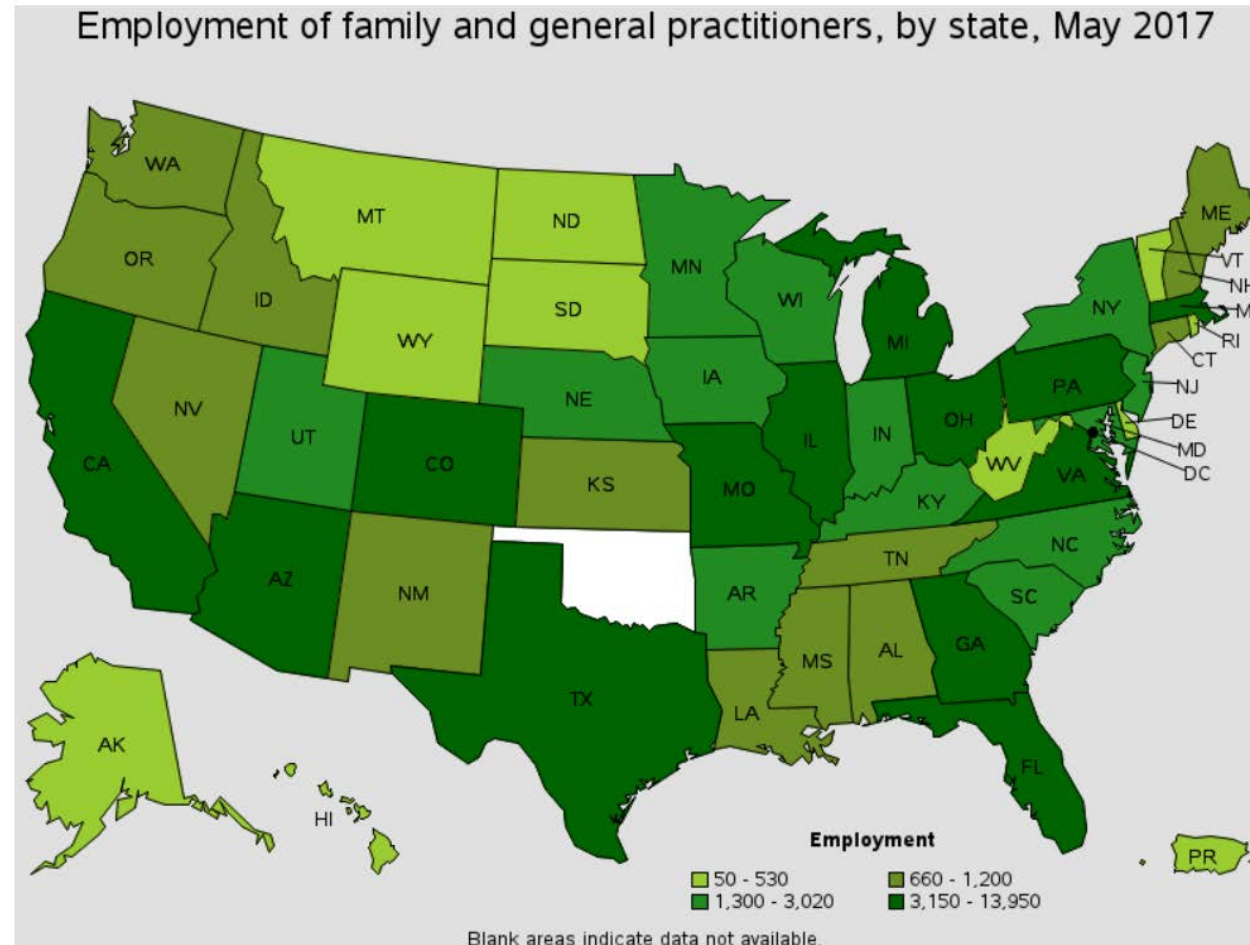 Employment of family and general practitioners, by state, May 2017
WA
MT
ND
MN
ME
OR
ID
SD
WI
VT
NH
WY
MI
NY
M
RI
CT
IA
NE
PA
NJ
NV
UT
CO
IL
IN
OH
DE
MD
DC
CA
KS
MO
WV
VA
KY
AZ
NM
TN
NC
AR
SC
MS
AL
GA
TX
LA
FL
AK
HI
Employment
50 - 530 660 - 1,200
1,300 - 3,020 3,150 - 13,950
PR
Blank areas indicate data not available.